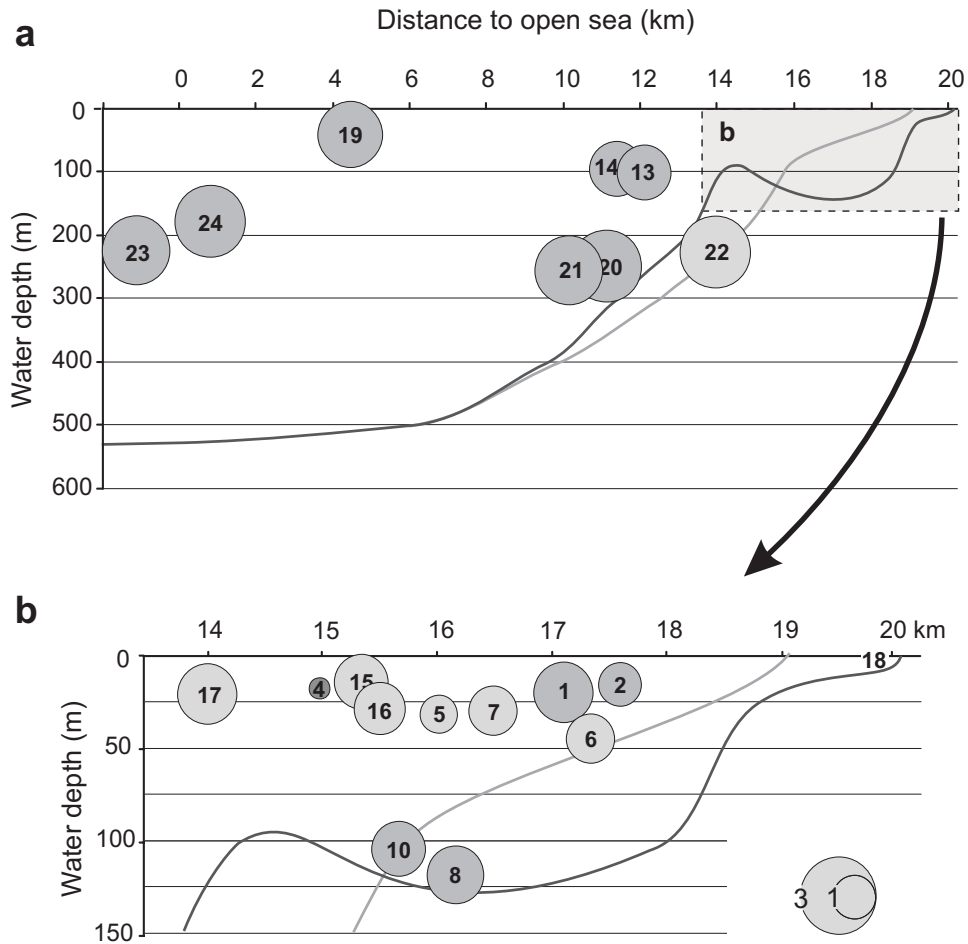 Distance to open sea (km)
a
0 2 4 6 8 10 12 14 16 18 20
0
100
200
300
400
500
600
Water depth (m)
b
19
14 13
24
23
22
21 20
b
14 15 16 17 18 19 20 km
0
50
100
150
Water depth (m)
18
17 4 15 1 2
16 5 7
6
10
8
3 1